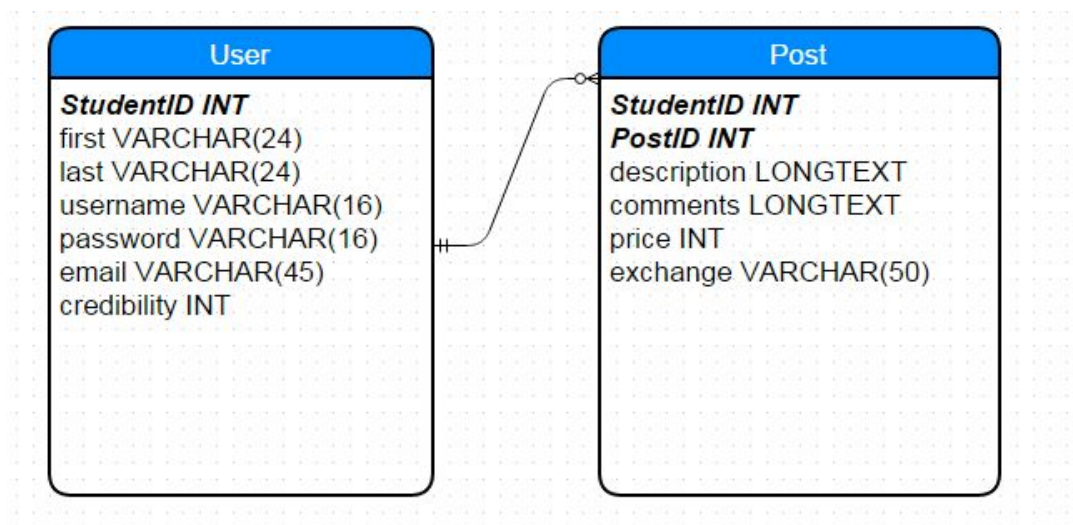 User
StudentID INT
first VARCHAR(24)
last VARCHAR(24)
username VARCHAR(16)
password VARCHAR(16)
email VARCHAR(45)
credibility INT
Post
StudentID INT
PostID INT
description LONGTEXT
comments LONGTEXT
price INT
exchange VARCHAR(50)